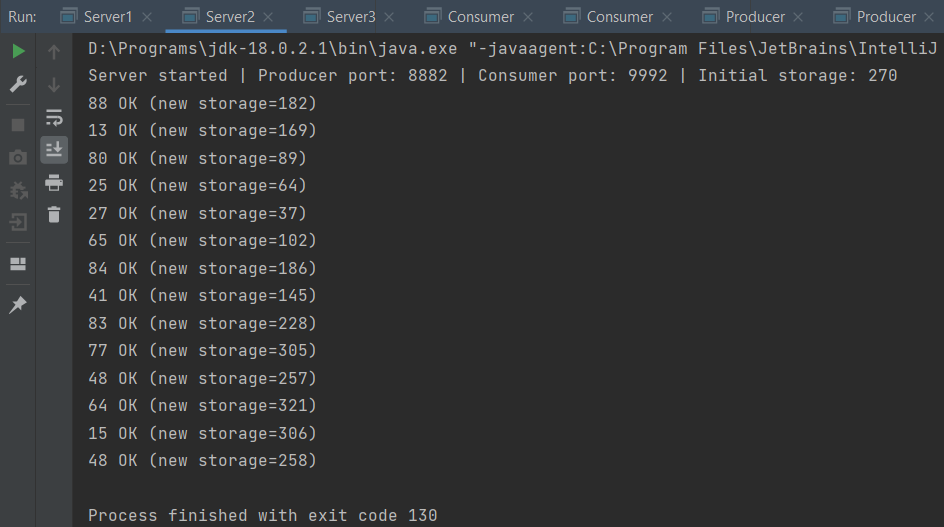 Run: Server1 Server2 Server3 Consumer Consumer Producer Producer
D:\Programs\jdk-18.0.2.1\bin\java.exe "-javaagent:C:\Program Files\JetBrains\IntelliJ
Server started | Producer port: 8882 | Consumer port: 9992 | Initial storage: 270
88 OK (new storage=182)
13 OK (new storage=169)
80 OK (new storage=89)
25 OK (new storage=64)
27 OK (new storage=37)
65 OK (new storage=102)
84 OK (new storage=186)
41 OK (new storage=145)
83 OK (new storage=228)
77 OK (new storage=305)
48 OK (new storage=257)
64 OK (new storage=321)
15 OK (new storage=306)
48 OK (new storage=258)
Process finished with exit code 130